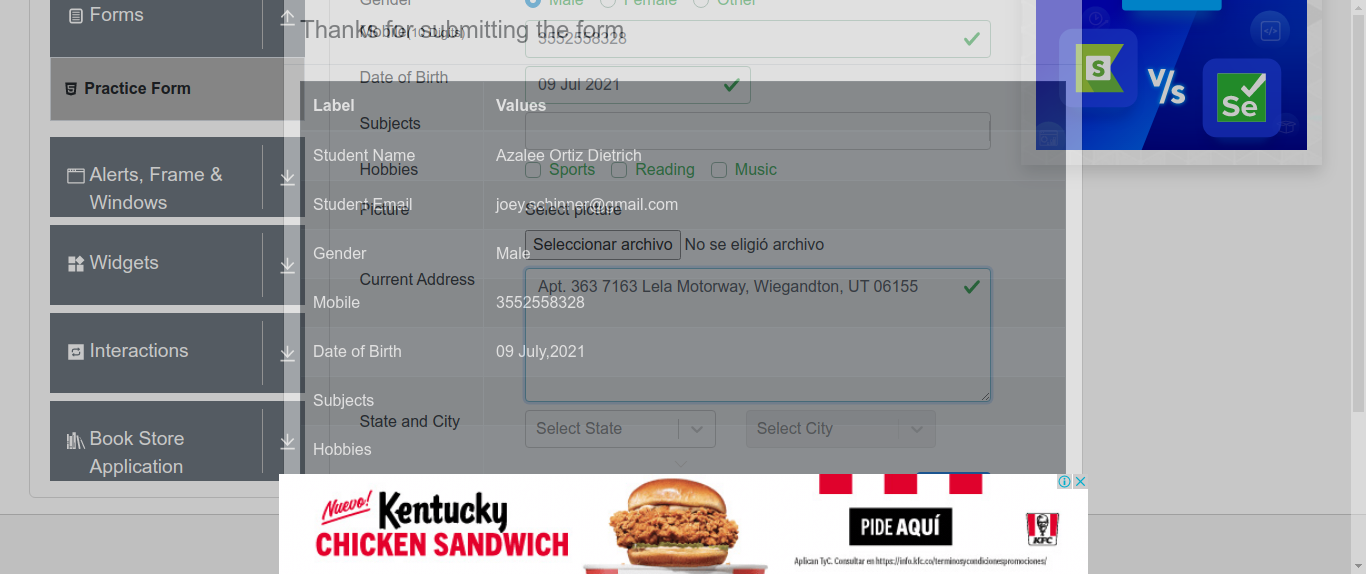 Forms
Practice Form
Alerts, Frame &
Windows
Widgets
Interactions
Book Store
Application
Gender Male Female Other
Thanks for submitting the form
Mobile(10 Digits) 3552558328
Date of Birth 09 Jul 2021
Subjects
Hobbies Sports Reading Music
Picture Select picture
Seleccionar archivo No se eligió archivo
Current Address Apt. 363 7163 Lela Motorway, Wiegandton, UT 06155
State and City Select State Select City
Label Values
Student Name Azalee Ortiz Dietrich
Student Email joey.schinner@gmail.com
Gender Male
Mobile 3552558328
Date of Birth 09 July,2021
Subjects
Hobbies
S V/s Se
Nuevo!
Kentucky
CHICKEN SANDWICH
PIDE AQUÍ
KFC
Aplican TyC. Consultar en https://info.kfc.co/terminosycondicionespromociones/